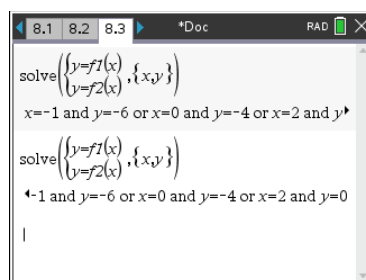 8.1 8.2 8.3 *Doc RAD
solve({y=f1(x)
y=f2(x),{x,y})
x=-1 and y=-6 or x=0 and y=-4 or x=2 and y▸
solve({y=f1(x)
y=f2(x),{x,y})
◂-1 and y=-6 or x=0 and y=-4 or x=2 and y=0